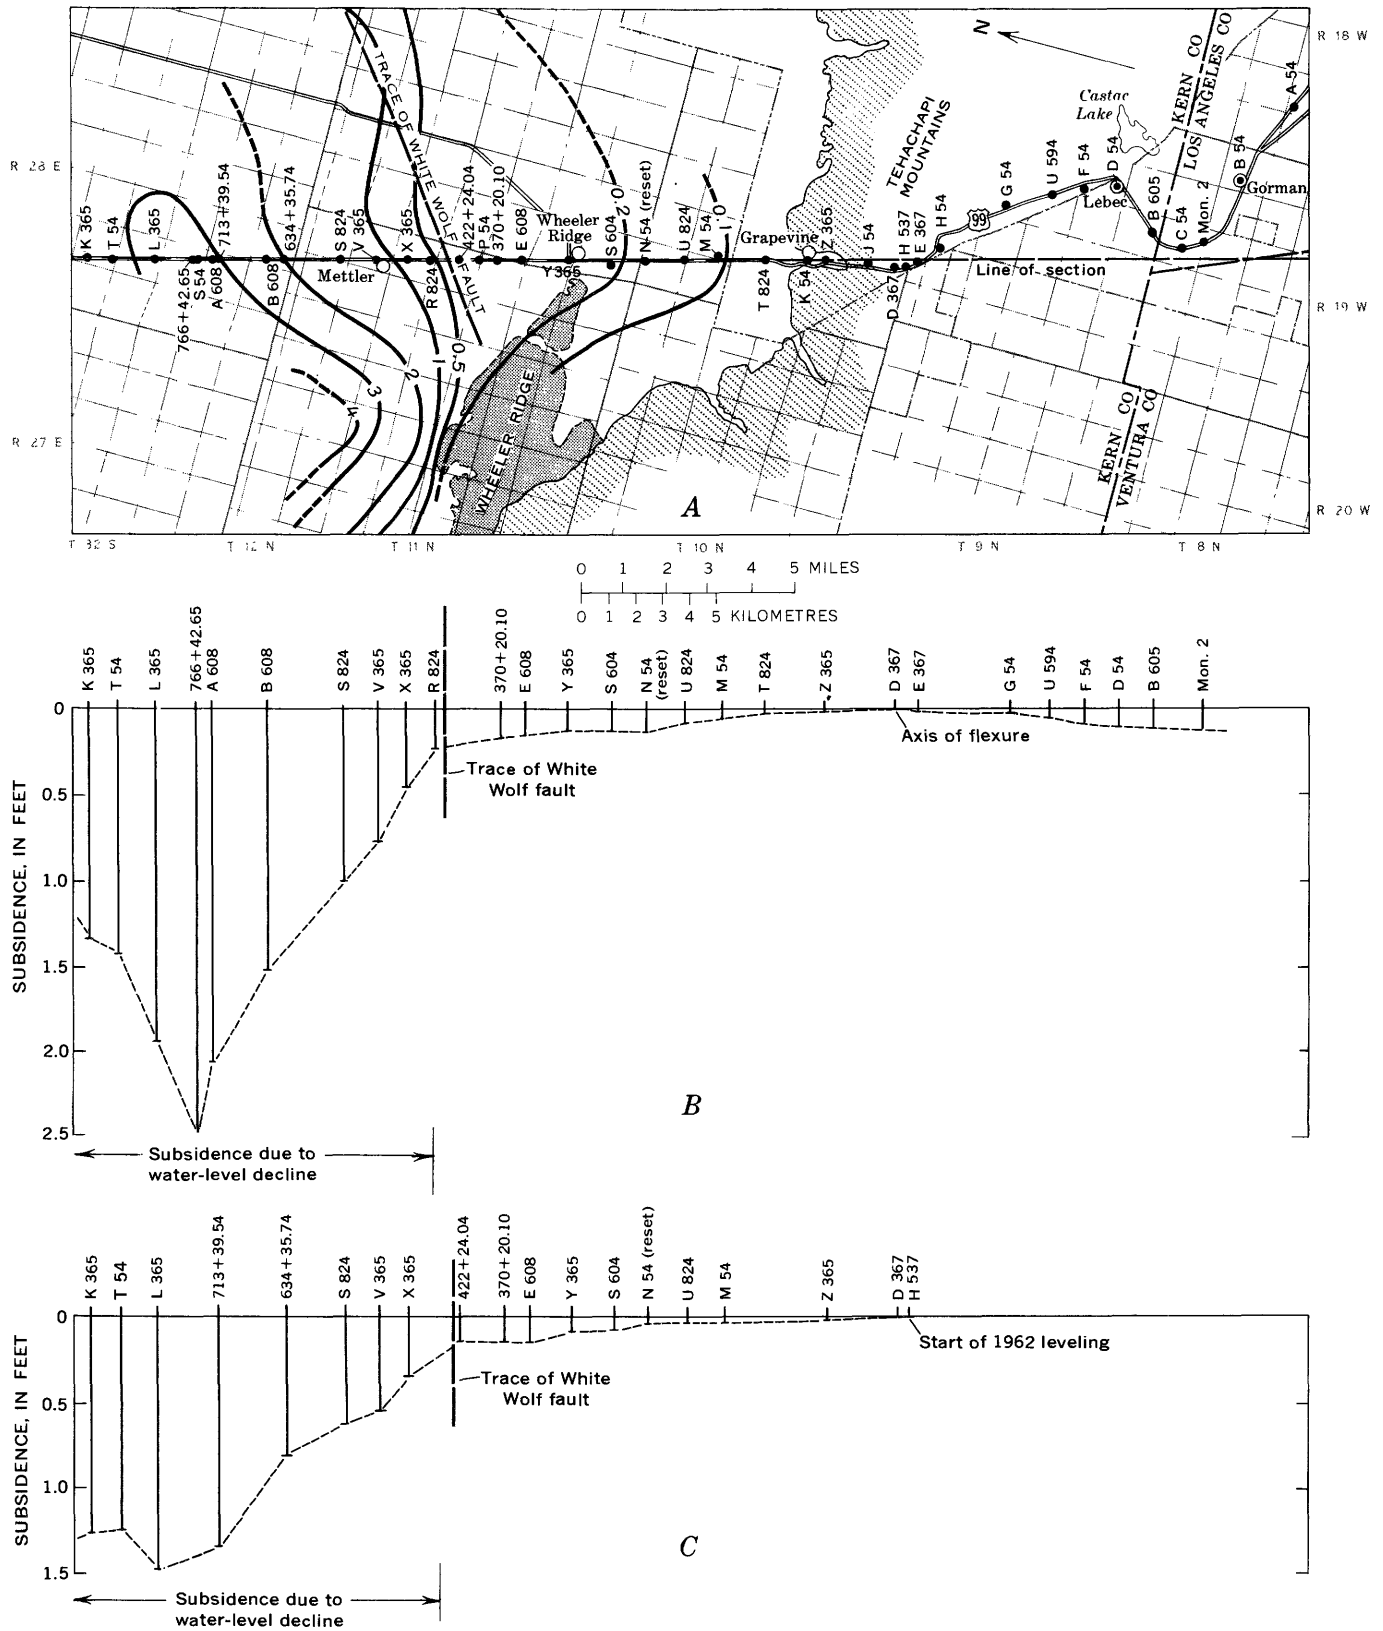 R 18 W
N
TRACE OF WHITE WOLF FAULT
TEHACHAPI
MOUNTAINS
Castac
Lake
KERN CO
LOS ANGELES CO
A 54
B 54
Gorman
R 28 E
K 365
T 54
L 365
766+42.65
S 54
A 608
713+39.54
B 608
634+35.74
S 824
V 365
Mettler
X 365
R 824
422+24.04
P 54
370+20.10
E 608
Wheeler
Ridge
Y 365
S 604
0.2
N 54 (reset)
U 824
M 54
0.1
Grapevine
T 824
K 54
Z 365
J 54
D 367
H 537
E 367
H 54
99
G 54
U 594
F 54
D 54
Lebec
B 605
C 54
Mon. 2
Line of section
R 19 W
3
2
1
0.5
3
WHEELER RIDGE
R 27 E
KERN CO
VENTURA CO
A
R 20 W
T 32 S
T 12 N
T 11 N
T 10 N
T 9 N
T 8 N
0 1 2 3 4 5 MILES
0 1 2 3 4 5 KILOMETRES
K 365
T 54
L 365
766+42.65
A 608
B 608
S 824
V 365
X 365
R 824
370+20.10
E 608
Y 365
S 604
N 54
(reset)
U 824
M 54
T 824
Z 365
D 367
E 367
G 54
U 594
F 54
D 54
B 605
Mon. 2
SUBSIDENCE, IN FEET
0
0.5
1.0
1.5
2.0
2.5
Axis of flexure
Trace of White
Wolf fault
B
Subsidence due to
water-level decline
K 365
T 54
L 365
713+39.54
634+35.74
S 824
V 365
X 365
422+24.04
370+20.10
E 608
Y 365
S 604
N 54 (reset)
U 824
M 54
Z 365
D 367
H 537
SUBSIDENCE, IN FEET
0
0.5
1.0
1.5
Start of 1962 leveling
Trace of White
Wolf fault
C
Subsidence due to
water-level decline